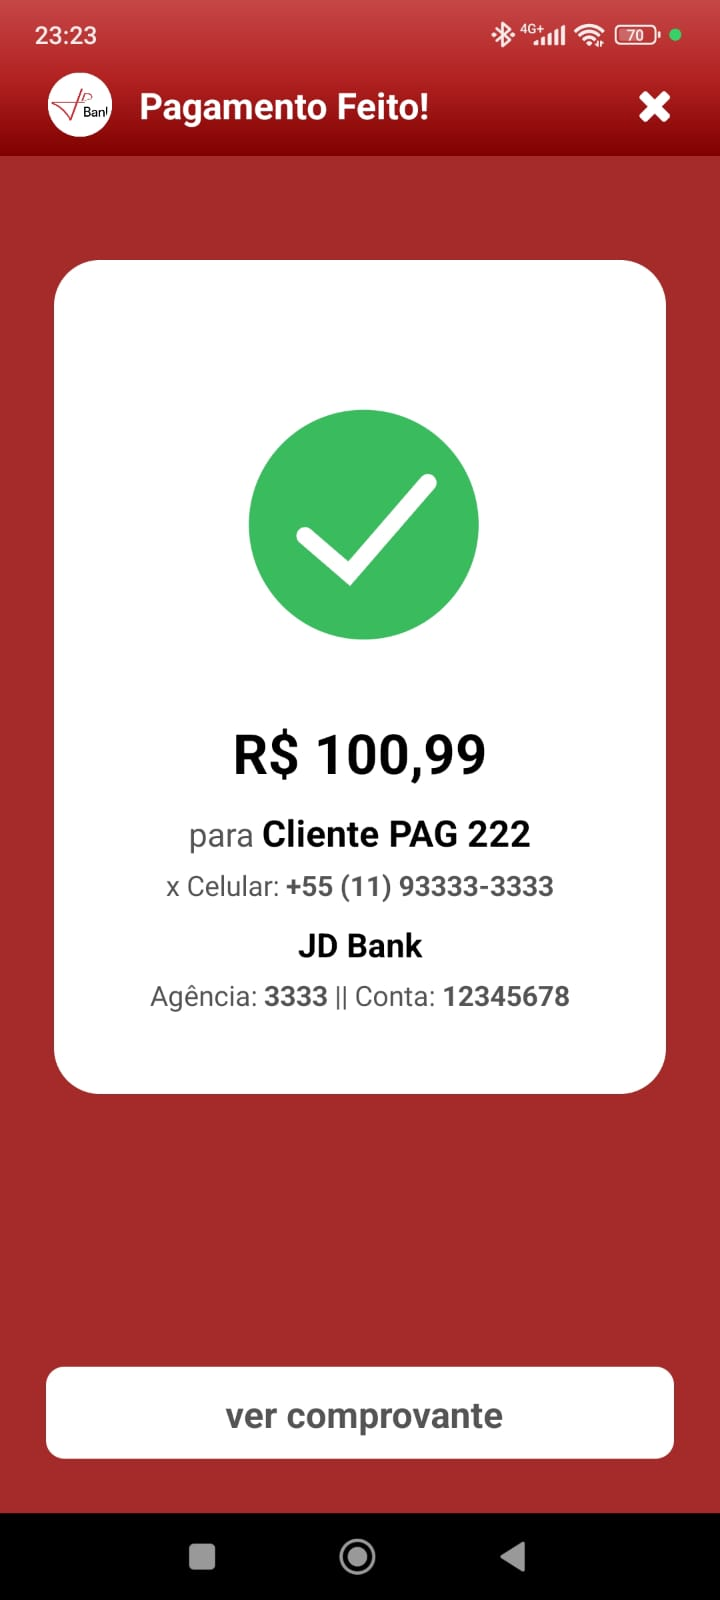 23:23
4G+
70
JD
Bank
Pagamento Feito!
R$ 100,99
para Cliente PAG 222
x Celular: +55 (11) 93333-3333
JD Bank
Agência: 3333 || Conta: 12345678
ver comprovante